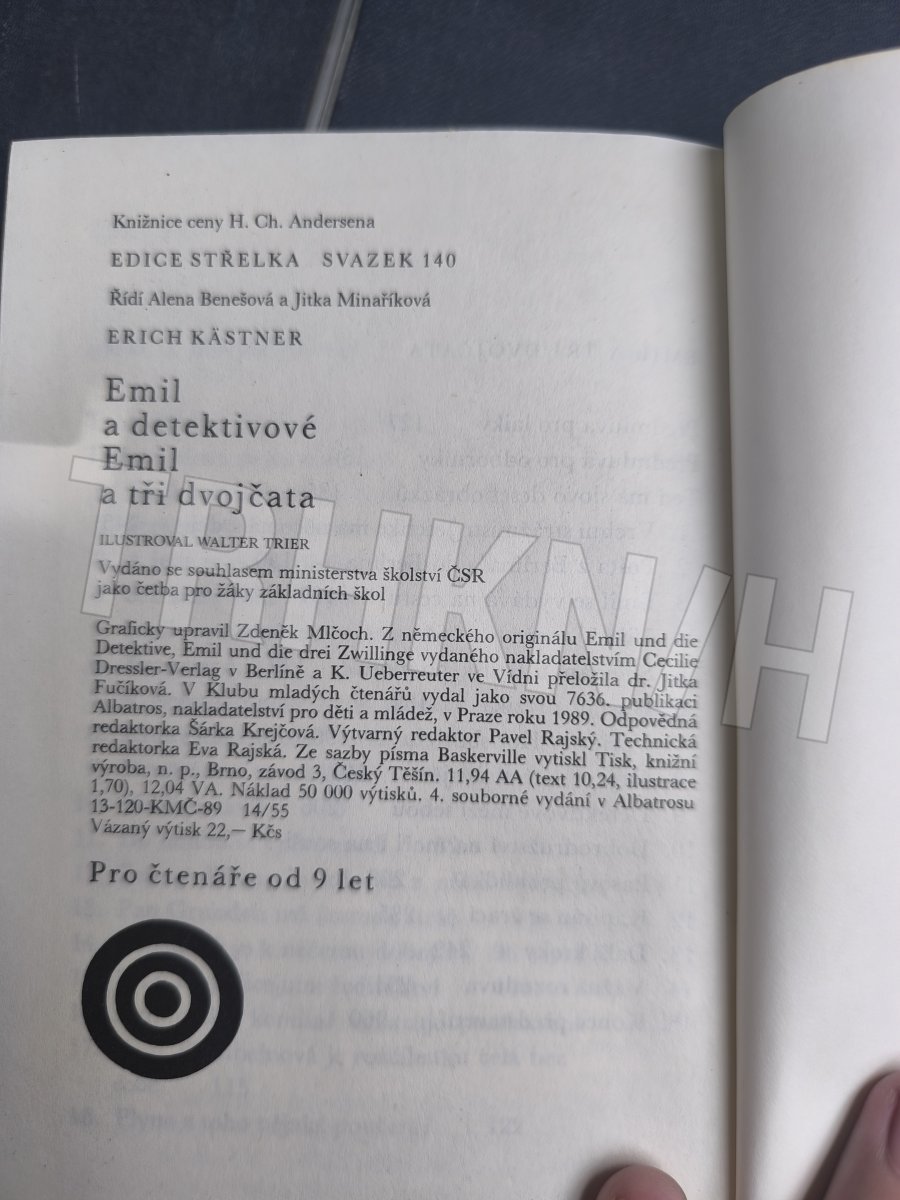 Knižnice ceny H. Ch. Andersena
EDICE STŘELKA SVAZEK 140
Řídí Alena Benešová a Jitka Minaříková
ERICH KÄSTNER
Emil
a detektivové
Emil
a tři dvojčata
ILUSTROVAL WALTER TRIER
Vydáno se souhlasem ministerstva školství ČSR
jako četba pro žáky základních škol
Graficky upravil Zdeněk Mlčoch. Z německého originálu Emil und die
Detektive, Emil und die drei Zwillinge vydaného nakladatelstvím Cecilie
Dressler-Verlag v Berlíně a K. Ueberreuter ve Vídni přeložila dr. Jitka
Fučíková. V Klubu mladých čtenářů vydal jako svou 7636. publikaci
Albatros, nakladatelství pro děti a mládež, v Praze roku 1989. Odpovědná
redaktorka Šárka Krejčová. Výtvarný redaktor Pavel Rajský. Technická
redaktorka Eva Rajská. Ze sazby písma Baskerville vytiskl Tisk, knižní
výroba, n. p., Brno, závod 3, Český Těšín. 11,94 AA (text 10,24, ilustrace
1,70), 12,04 VA. Náklad 50 000 výtisků. 4. souborné vydání v Albatrosu
13-120-KMČ-89 14/55
Vázaný výtisk 22,— Kčs
Pro čtenáře od 9 let